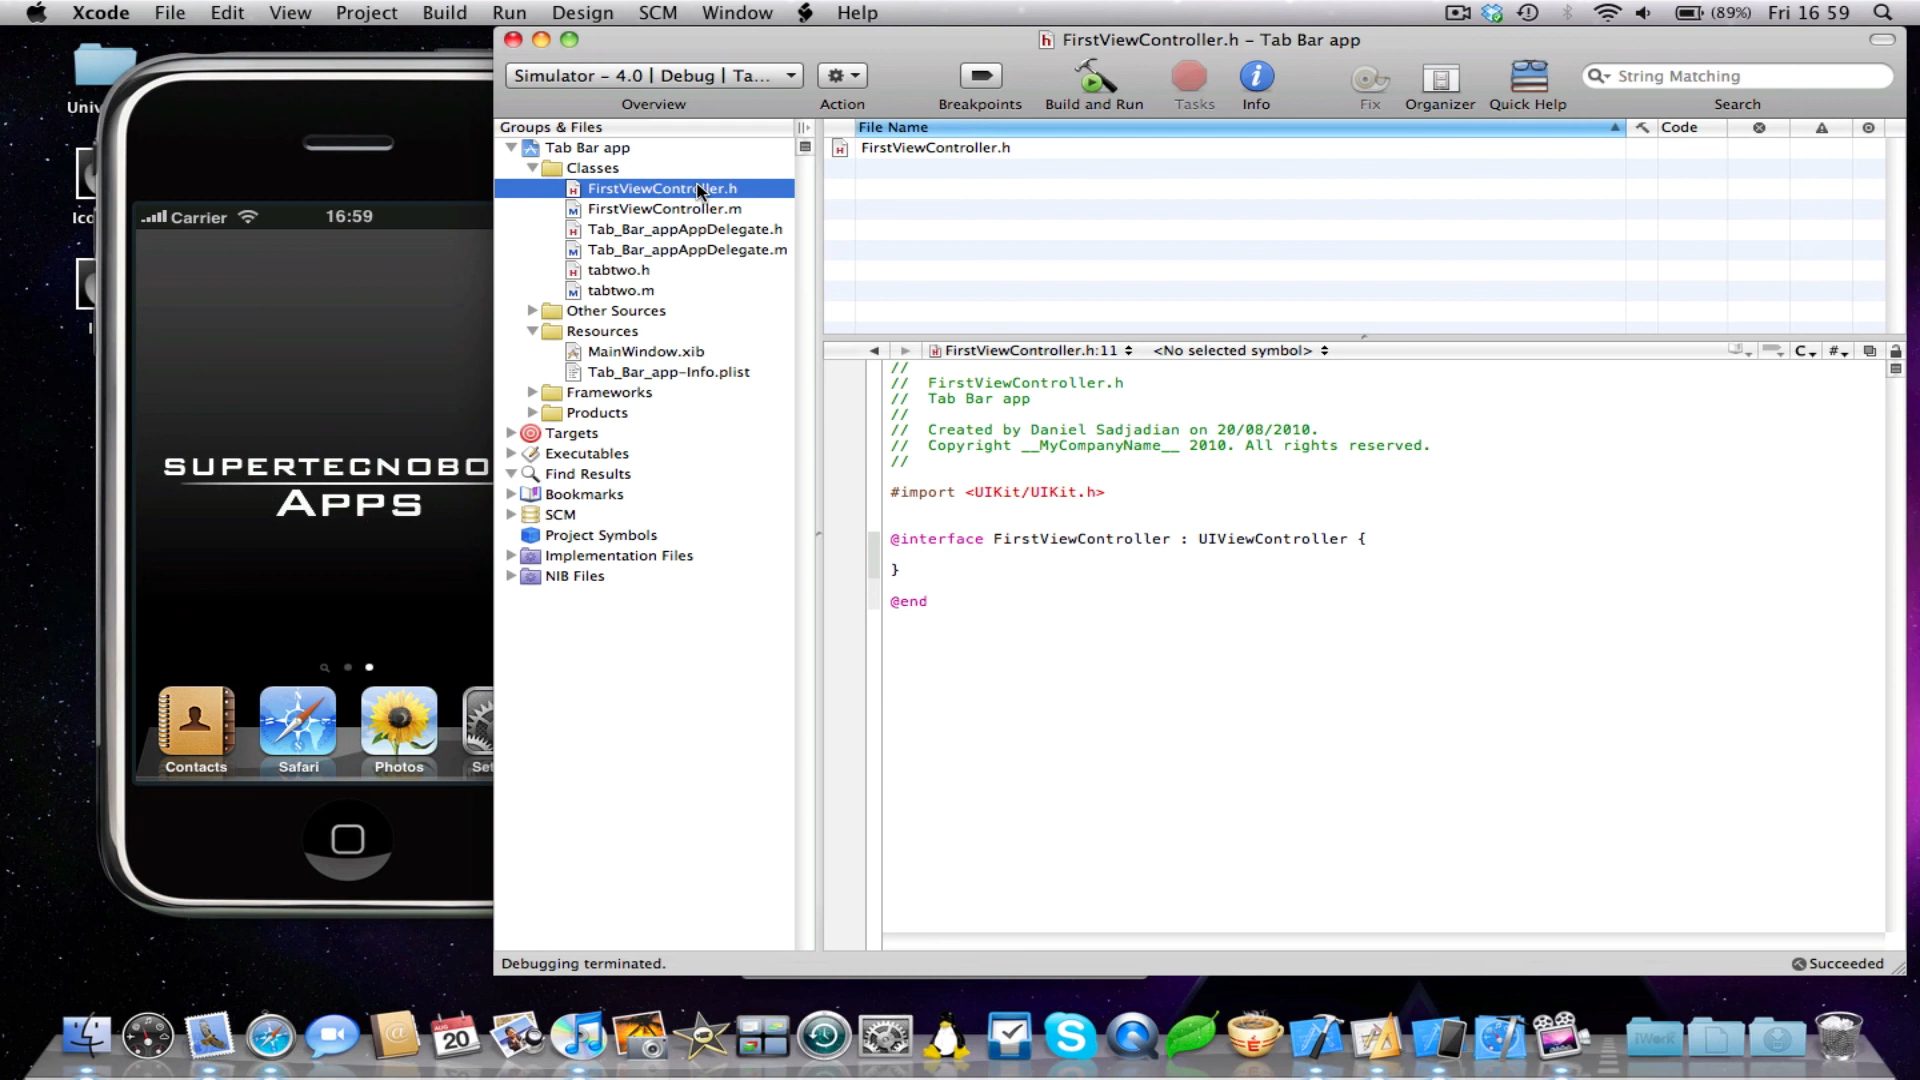 Xcode File Edit View Project Build Run Design SCM Window Help
(89%) Fri 16 59
FirstViewController.h – Tab Bar app
Simulator – 4.0 | Debug | Ta...
String Matching
Overview Action Breakpoints Build and Run Tasks Info Fix Organizer Quick Help Search
Groups & Files
Tab Bar app
Classes
FirstViewController.h
FirstViewController.m
Tab_Bar_appAppDelegate.h
Tab_Bar_appAppDelegate.m
tabtwo.h
tabtwo.m
Other Sources
Resources
MainWindow.xib
Tab_Bar_app-Info.plist
Frameworks
Products
Targets
Executables
Find Results
Bookmarks
SCM
Project Symbols
Implementation Files
NIB Files
File Name Code
FirstViewController.h
FirstViewController.h:11 <No selected symbol>
C #
//
// FirstViewController.h
// Tab Bar app
//
// Created by Daniel Sadjadian on 20/08/2010.
// Copyright __MyCompanyName__ 2010. All rights reserved.
//
#import <UIKit/UIKit.h>
@interface FirstViewController : UIViewController {
}
@end
Debugging terminated.
Succeeded
Univ
Ico
Carrier 16:59
SUPERTECNOBO
APPS
Contacts Safari Photos Set
AUG
20
iWork